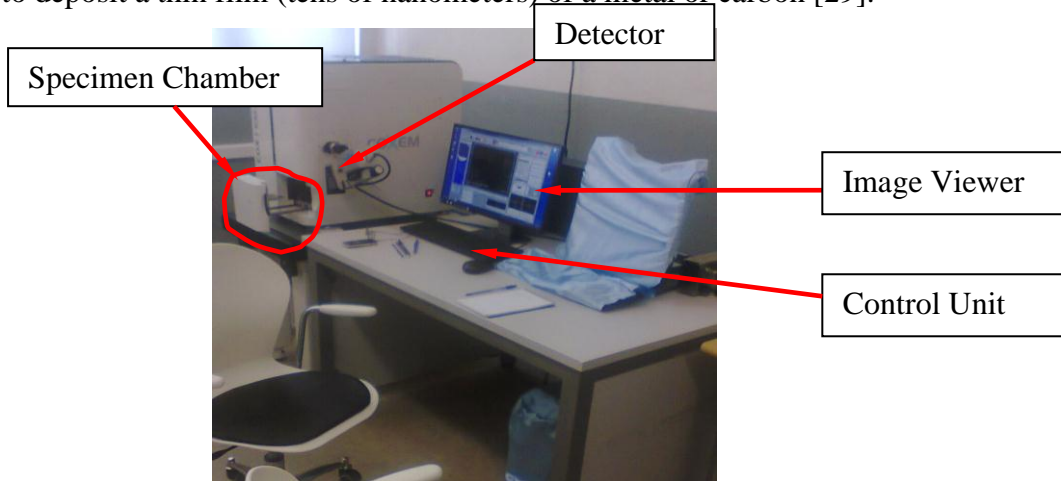 to deposit a thin film (tens of nanometers) of a metal or carbon [29].
Detector
Specimen Chamber
Image Viewer
Control Unit